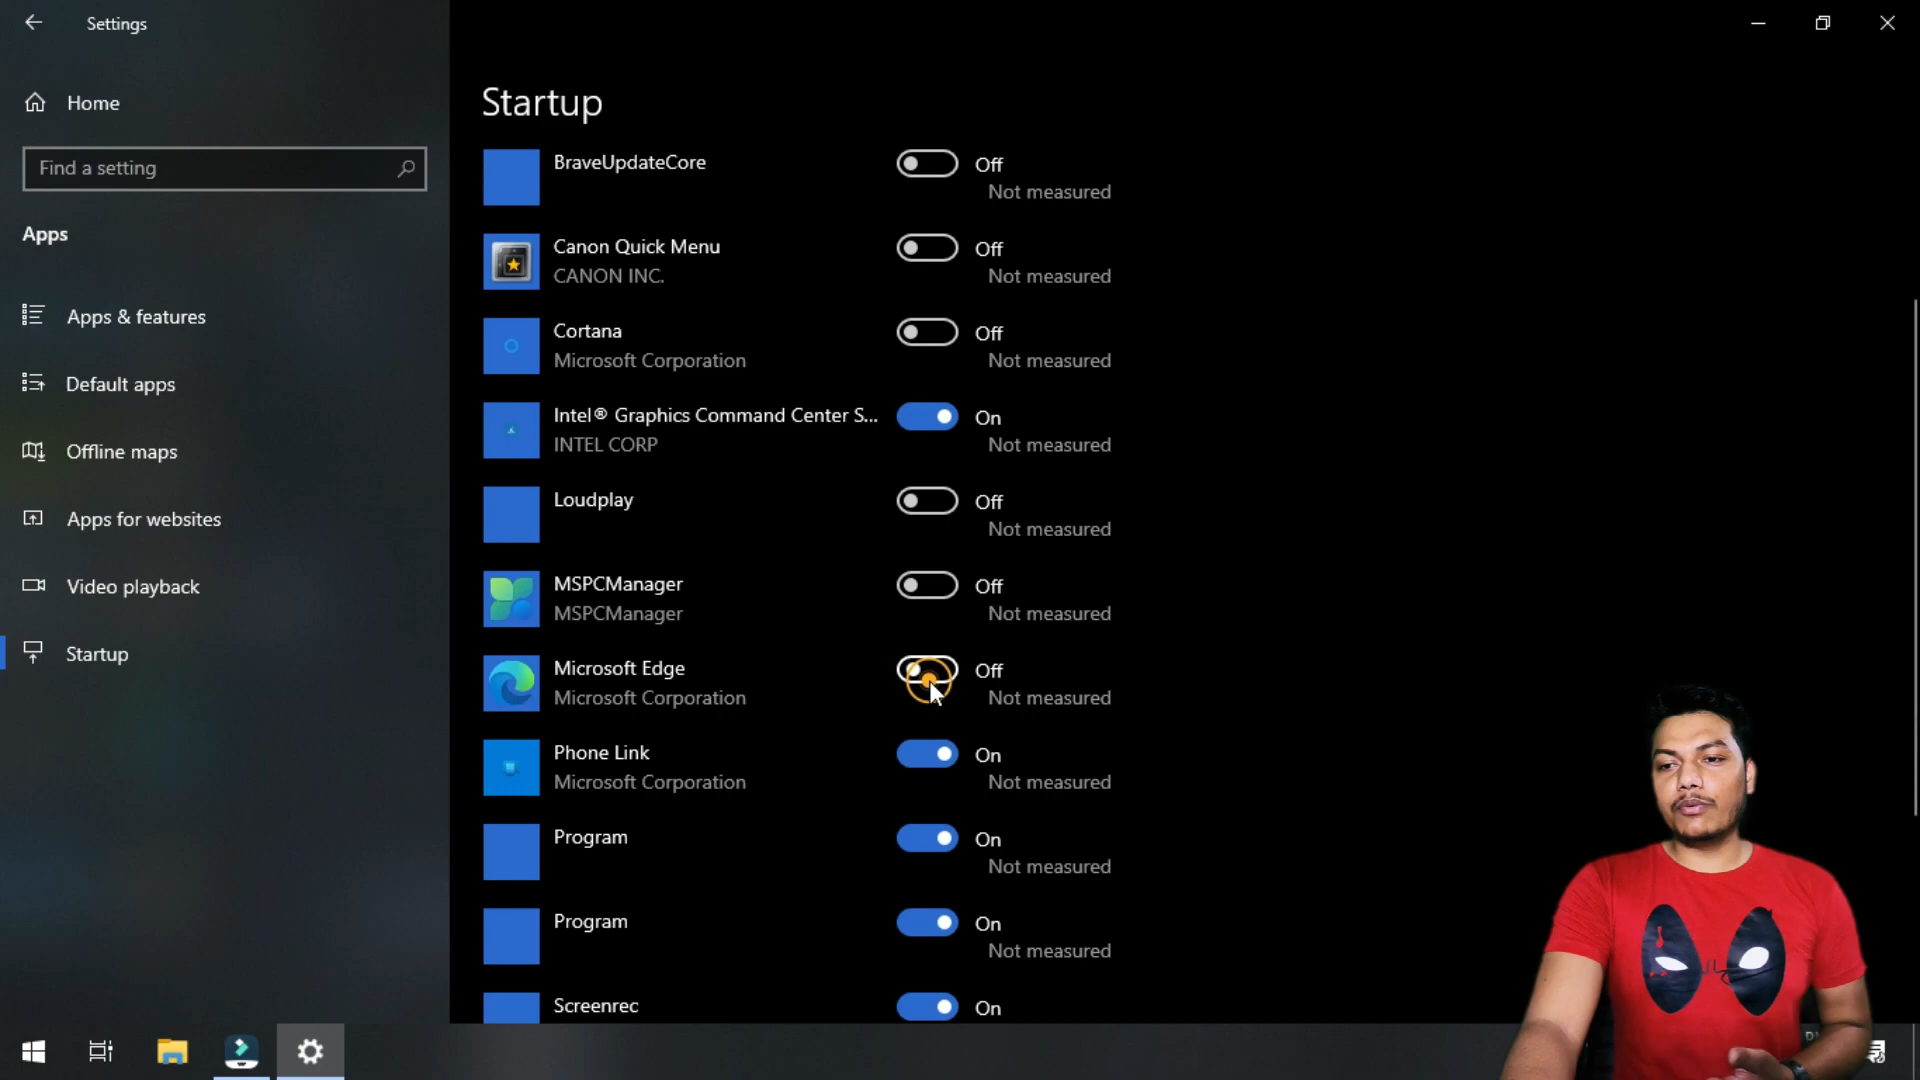 Settings
Home
Find a setting
Apps
Apps & features
Default apps
Offline maps
Apps for websites
Video playback
Startup
Startup
BraveUpdateCore
Off
Not measured
Canon Quick Menu
CANON INC.
Off
Not measured
Cortana
Microsoft Corporation
Off
Not measured
Intel® Graphics Command Center S...
INTEL CORP
On
Not measured
Loudplay
Off
Not measured
MSPCManager
MSPCManager
Off
Not measured
Microsoft Edge
Microsoft Corporation
Off
Not measured
Phone Link
Microsoft Corporation
On
Not measured
Program
On
Not measured
Program
On
Not measured
Screenrec
On